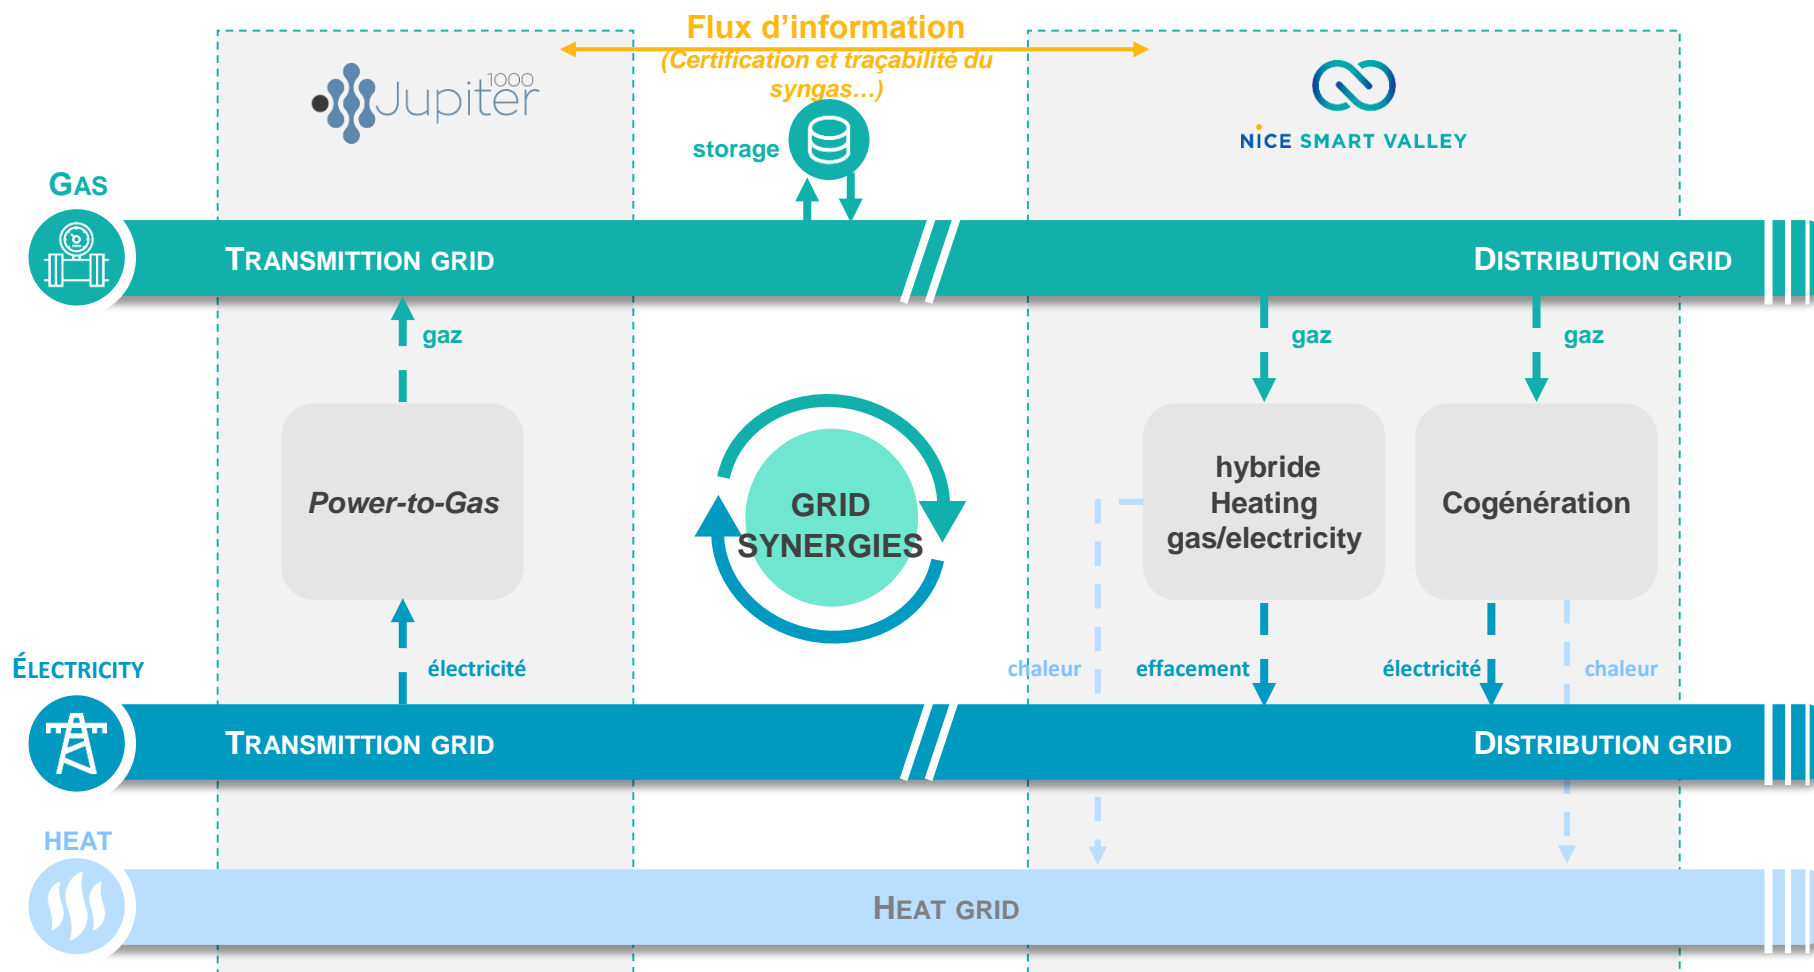 Flux d’information
(Certification et traçabilité du
syngas…)
1000
Jupiter
NiCE SMART VALLEY
storage
GAS
TRANSMITTION GRID
DISTRIBUTION GRID
gaz
gaz
gaz
Power-to-Gas
GRID
SYNERGIES
hybride
Heating
gas/electricity
Cogénération
ÉLECTRICITY
électricité
chaleur
effacement
électricité
chaleur
TRANSMITTION GRID
DISTRIBUTION GRID
HEAT
HEAT GRID